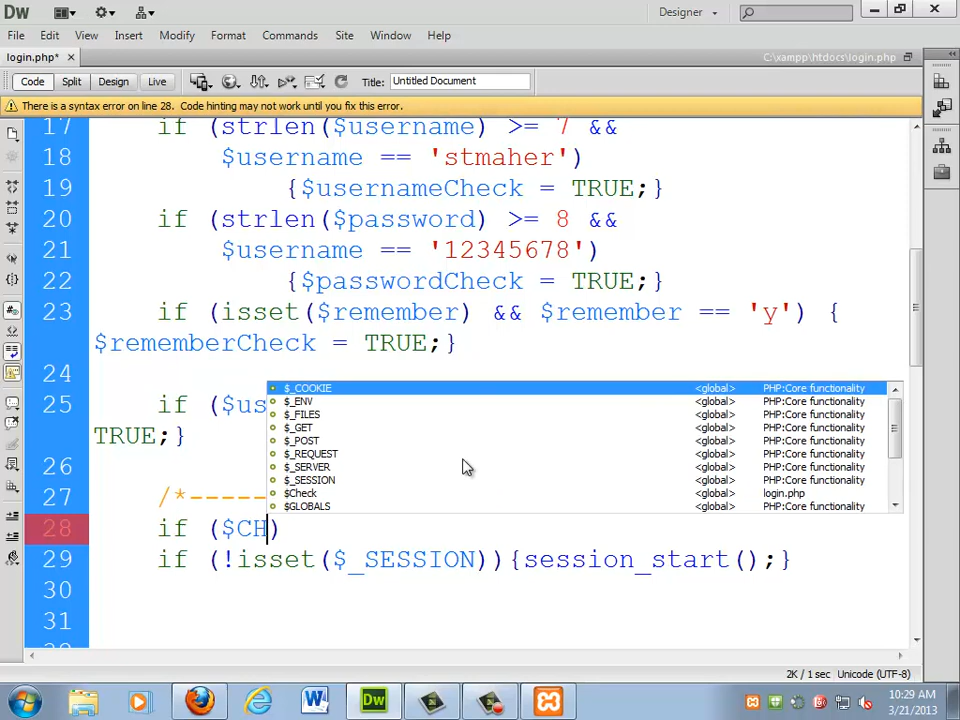 Dw
Designer
File Edit View Insert Modify Format Commands Site Window Help
login.php* × C:\xampp\htdocs\login.php
Code Split Design Live Title: Untitled Document
There is a syntax error on line 28. Code hinting may not work until you fix this error.
17 if (strlen($username) >= 7 &&
18 $username == 'stmaher')
19 {$usernameCheck = TRUE;}
20 if (strlen($password) >= 8 &&
21 $username == '12345678')
22 {$passwordCheck = TRUE;}
23 if (isset($remember) && $remember == 'y') {
$rememberCheck = TRUE;}
24
$_COOKIE <global> PHP:Core functionality
$_ENV <global> PHP:Core functionality
25 if ($us
$_FILES <global> PHP:Core functionality
$_GET <global> PHP:Core functionality
TRUE;}
$_POST <global> PHP:Core functionality
$_REQUEST <global> PHP:Core functionality
26
$_SERVER <global> PHP:Core functionality
$_SESSION <global> PHP:Core functionality
27 /*-----
$Check <global> login.php
$GLOBALS <global> PHP:Core functionality
28 if ($CH)
29 if (!isset($_SESSION)){session_start();}
30
31
2K / 1 sec Unicode (UTF-8)
W Dw
10:29 AM
3/21/2013